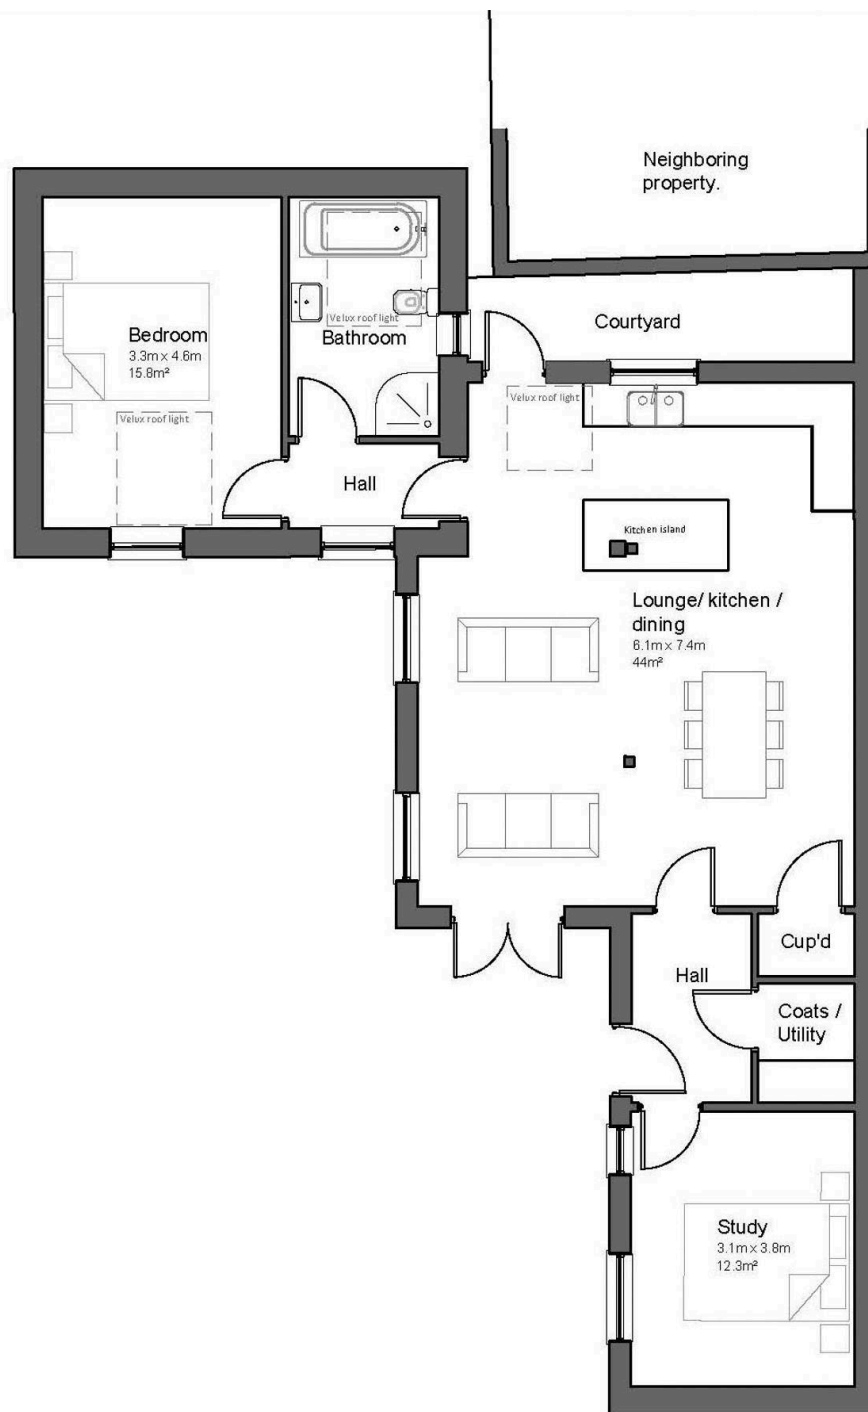 Neighboring
property.
Velux roof light
Bedroom
3.3m x 4.6m
15.8m²
Bathroom
Courtyard
Velux roof light
Velux roof light
Hall
Kitchen island
Lounge/ kitchen /
dining
6.1m x 7.4m
44m²
Cup'd
Hall
Coats /
Utility
Study
3.1m x 3.8m
12.3m²